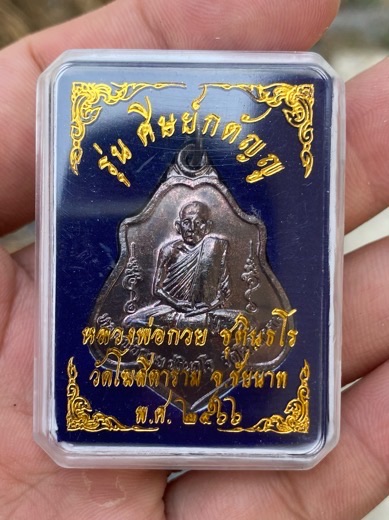 รุ่น ศิษย์กตัญญู
หลวงพ่อกวย ชุตินฺธโร
วัดโฆสิตาราม จ.ชัยนาท
พ.ศ. ๒๕๖๖